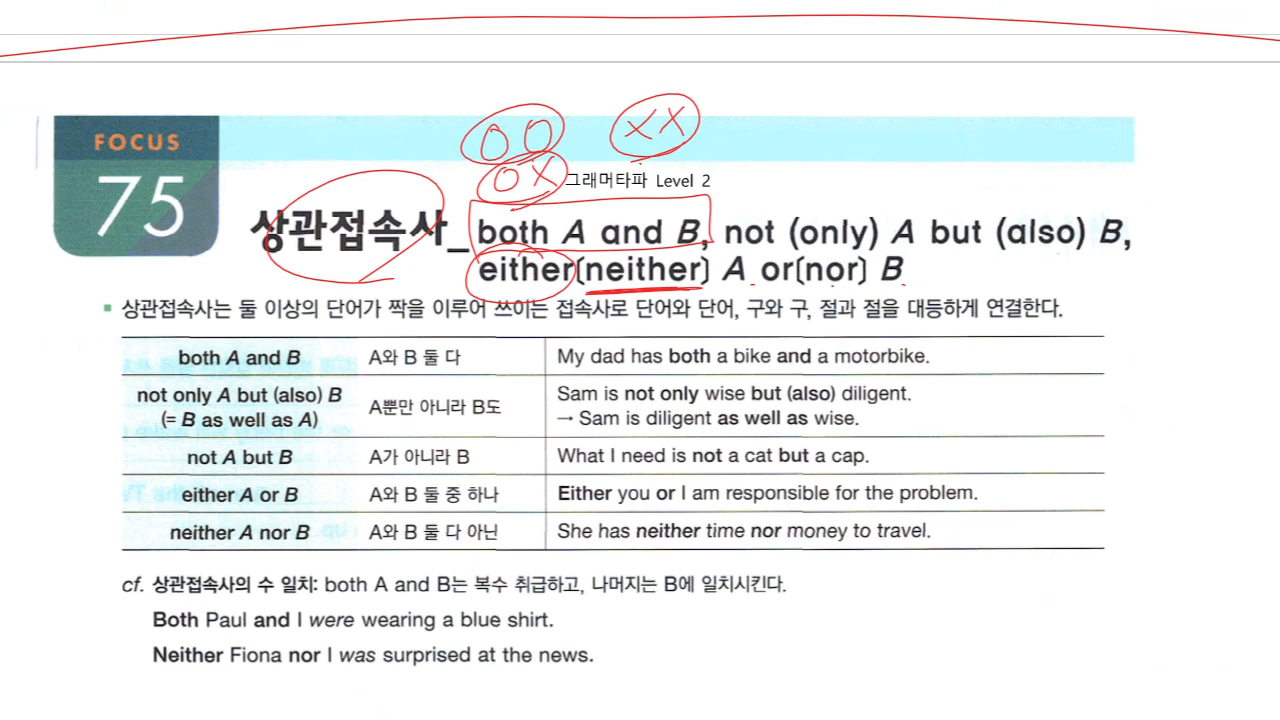 O O X X
O X
FOCUS
75
그래머타파 Level 2
상관접속사_both A and B, not (only) A but (also) B,
either(neither) A or(nor) B
상관접속사는 둘 이상의 단어가 짝을 이루어 쓰이는 접속사로 단어와 단어, 구와 구, 절과 절을 대등하게 연결한다.
both A and B A와 B 둘 다 My dad has both a bike and a motorbike.
not only A but (also) B
(= B as well as A) A뿐만 아니라 B도 Sam is not only wise but (also) diligent.
→ Sam is diligent as well as wise.
not A but B A가 아니라 B What I need is not a cat but a cap.
either A or B A와 B 둘 중 하나 Either you or I am responsible for the problem.
neither A nor B A와 B 둘 다 아닌 She has neither time nor money to travel.
cf. 상관접속사의 수 일치: both A and B는 복수 취급하고, 나머지는 B에 일치시킨다.
Both Paul and I were wearing a blue shirt.
Neither Fiona nor I was surprised at the news.